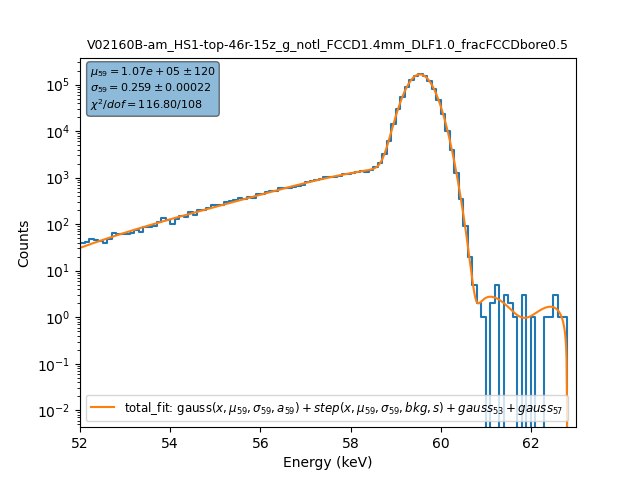 V02160B-am_HS1-top-46r-15z_g_notl_FCCD1.4mm_DLF1.0_fracFCCDbore0.5
μ₅₉ = 1.07e + 05 ± 120
σ₅₉ = 0.259 ± 0.00022
χ²/dof = 116.80/108
10⁵
10⁴
10³
10²
10¹
10⁰
10⁻¹
10⁻²
Counts
total_fit: gauss(x, μ₅₉, σ₅₉, a₅₉) + step(x, μ₅₉, σ₅₉, bkg, s) + gauss₅₃ + gauss₅₇
52 54 56 58 60 62
Energy (keV)